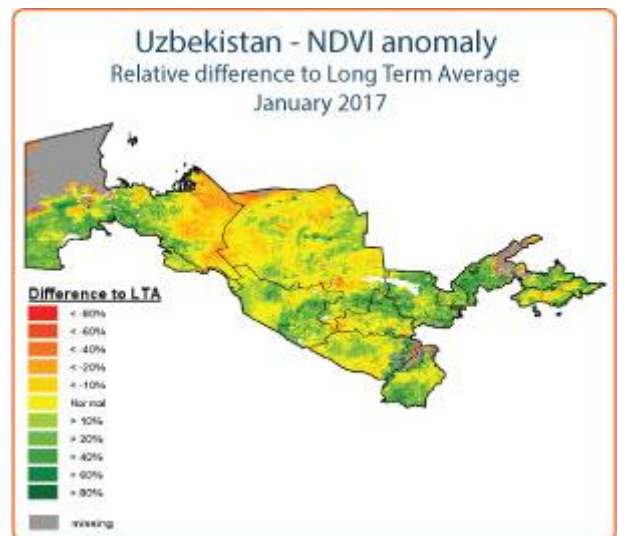 Uzbekistan - NDVI anomaly
Relative difference to Long Term Average
January 2017
Difference to LTA
< -80%
< -60%
< -40%
< -20%
< -10%
Normal
> 10%
> 20%
> 40%
> 60%
> 80%
missing